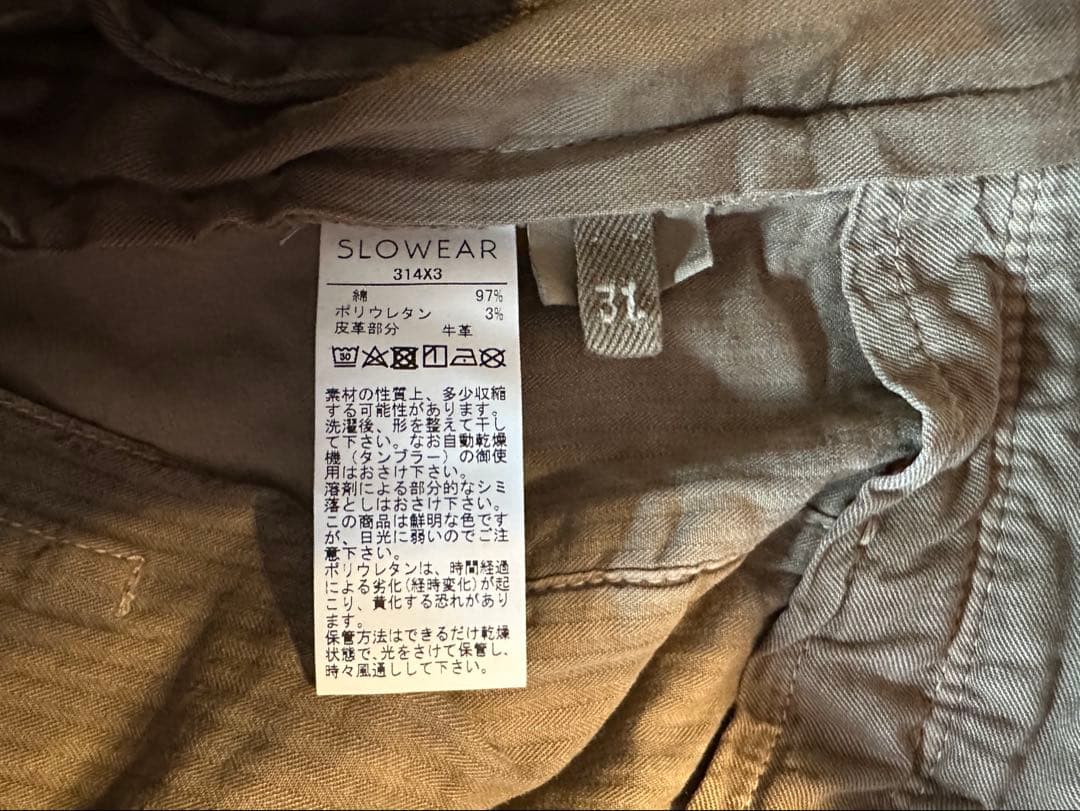 SLOWEAR
314X3
綿 97%
ポリウレタン 3%
皮革部分 牛革
素材の性質上、多少収縮
する可能性があります。
洗濯後、形を整えて干し
て下さい。なお自動乾燥
機（タンブラー）の御使
用はおさけ下さい。
溶剤による部分的なシミ
落としはおさけ下さい。
この商品は鮮明な色です
が、日光に弱いのでご注
意下さい。
ポリウレタンは、時間経過
による劣化(経時変化)が起
こり、黄化する恐れがあり
ます。
保管方法はできるだけ乾燥
状態で、光をさけて保管し、
時々風通しして下さい。
31